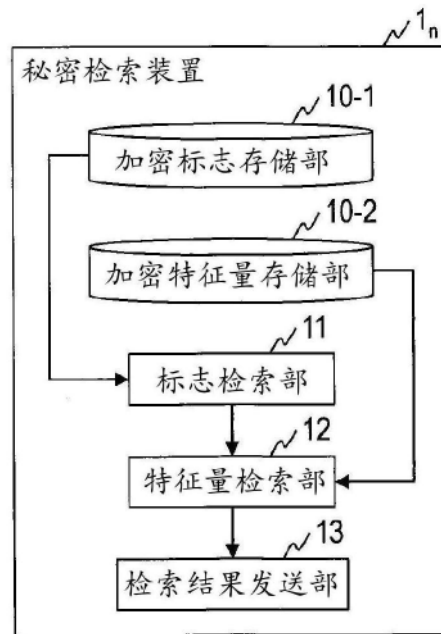 1n
秘密检索装置
10-1
加密标志存储部
10-2
加密特征量存储部
11
标志检索部
12
特征量检索部
13
检索结果发送部